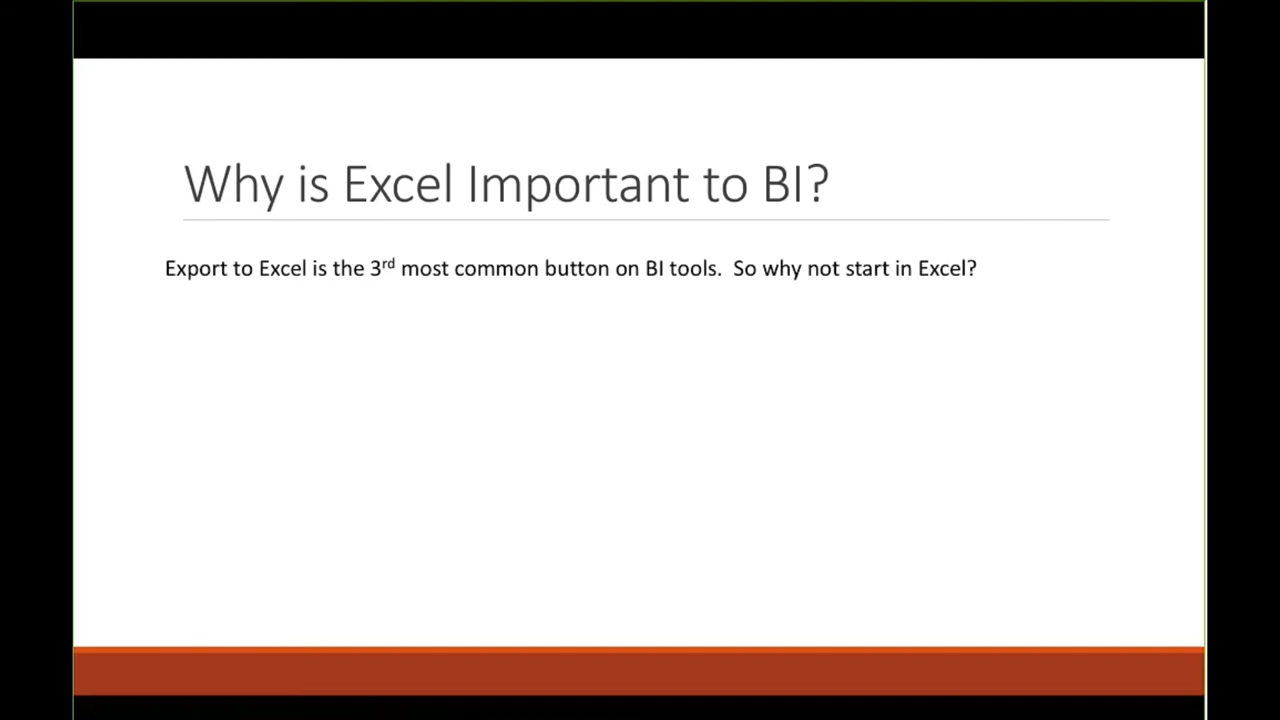 Why is Excel Important to BI?
Export to Excel is the 3rd most common button on BI tools.  So why not start in Excel?